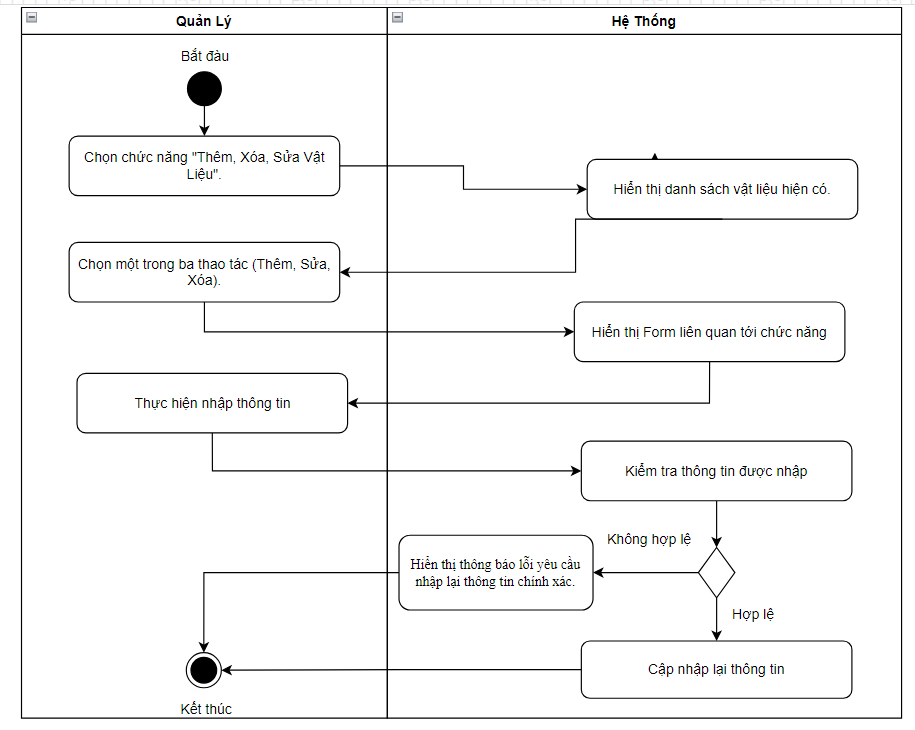 Quản Lý
Hệ Thống
Bắt đàu
Chọn chức năng "Thêm, Xóa, Sửa Vật
Liệu".
Hiển thị danh sách vật liệu hiện có.
Chọn một trong ba thao tác (Thêm, Sửa,
Xóa).
Hiển thị Form liên quan tới chức năng
Thực hiện nhập thông tin
Kiểm tra thông tin được nhập
Không hợp lệ
Hiển thị thông báo lỗi yêu cầu
nhập lại thông tin chính xác.
Hợp lệ
Cập nhập lại thông tin
Kết thúc